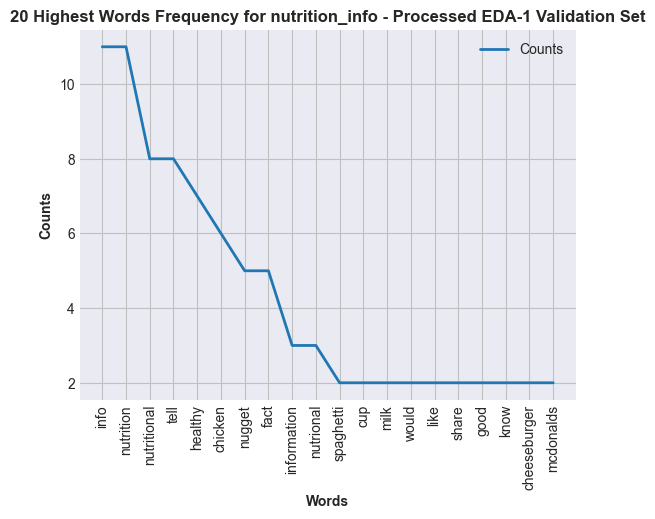 20 Highest Words Frequency for nutrition_info - Processed EDA-1 Validation Set
Counts
10
8
6
4
2
Counts
info
nutrition
nutritional
tell
healthy
chicken
nugget
fact
information
nutrional
spaghetti
cup
milk
would
like
share
good
know
cheeseburger
mcdonalds
Words